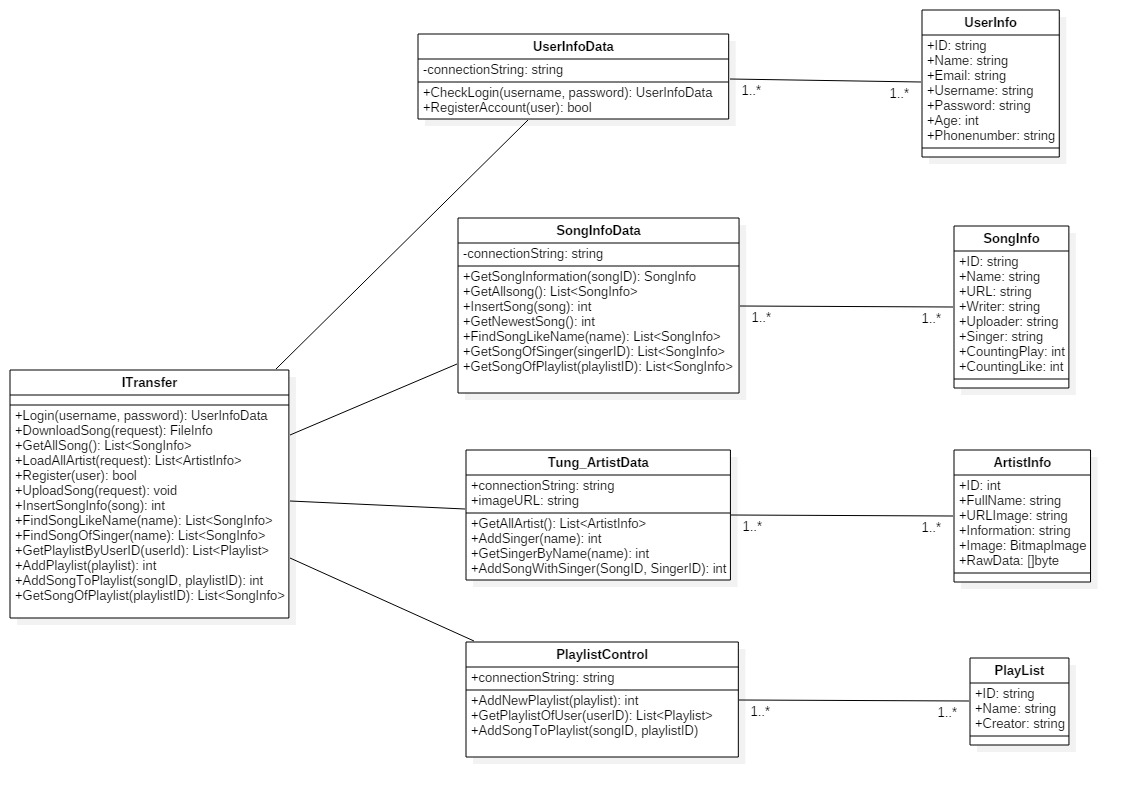 UserInfoData
-connectionString: string
+CheckLogin(username, password): UserInfoData
+RegisterAccount(user): bool
1..*
1..*
UserInfo
+ID: string
+Name: string
+Email: string
+Username: string
+Password: string
+Age: int
+Phonenumber: string
SongInfoData
-connectionString: string
+GetSongInformation(songID): SongInfo
+GetAllsong(): List<SongInfo>
+InsertSong(song): int
+GetNewestSong(): int
+FindSongLikeName(name): List<SongInfo>
+GetSongOfSinger(singerID): List<SongInfo>
+GetSongOfPlaylist(playlistID): List<SongInfo>
1..*
1..*
SongInfo
+ID: string
+Name: string
+URL: string
+Writer: string
+Uploader: string
+Singer: string
+CountingPlay: int
+CountingLike: int
ITransfer
+Login(username, password): UserInfoData
+DownloadSong(request): FileInfo
+GetAllSong(): List<SongInfo>
+LoadAllArtist(request): List<ArtistInfo>
+Register(user): bool
+UploadSong(request): void
+InsertSongInfo(song): int
+FindSongLikeName(name): List<SongInfo>
+FindSongOfSinger(name): List<SongInfo>
+GetPlaylistByUserID(userId): List<Playlist>
+AddPlaylist(playlist): int
+AddSongToPlaylist(songID, playlistID): int
+GetSongOfPlaylist(playlistID): List<SongInfo>
Tung_ArtistData
+connectionString: string
+imageURL: string
+GetAllArtist(): List<ArtistInfo>
+AddSinger(name): int
+GetSingerByName(name): int
+AddSongWithSinger(SongID, SingerID): int
1..*
1..*
ArtistInfo
+ID: int
+FullName: string
+URLImage: string
+Information: string
+Image: BitmapImage
+RawData: []byte
PlaylistControl
+connectionString: string
+AddNewPlaylist(playlist): int
+GetPlaylistOfUser(userID): List<Playlist>
+AddSongToPlaylist(songID, playlistID)
1..*
1..*
PlayList
+ID: string
+Name: string
+Creator: string